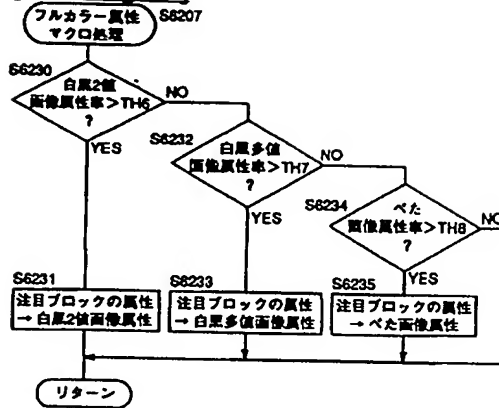 フルカラー属性
マクロ処理
S6207
S6230
白黒2値
画像属性率>TH6
?
NO
YES
S6232
白黒多値
画像属性率>TH7
?
NO
YES
S6234
べた
画像属性率>TH8
?
NO
YES
S6231
注目ブロックの属性
→白黒2値画像属性
S6233
注目ブロックの属性
→白黒多値画像属性
S6235
注目ブロックの属性
→べた画像属性
リターン